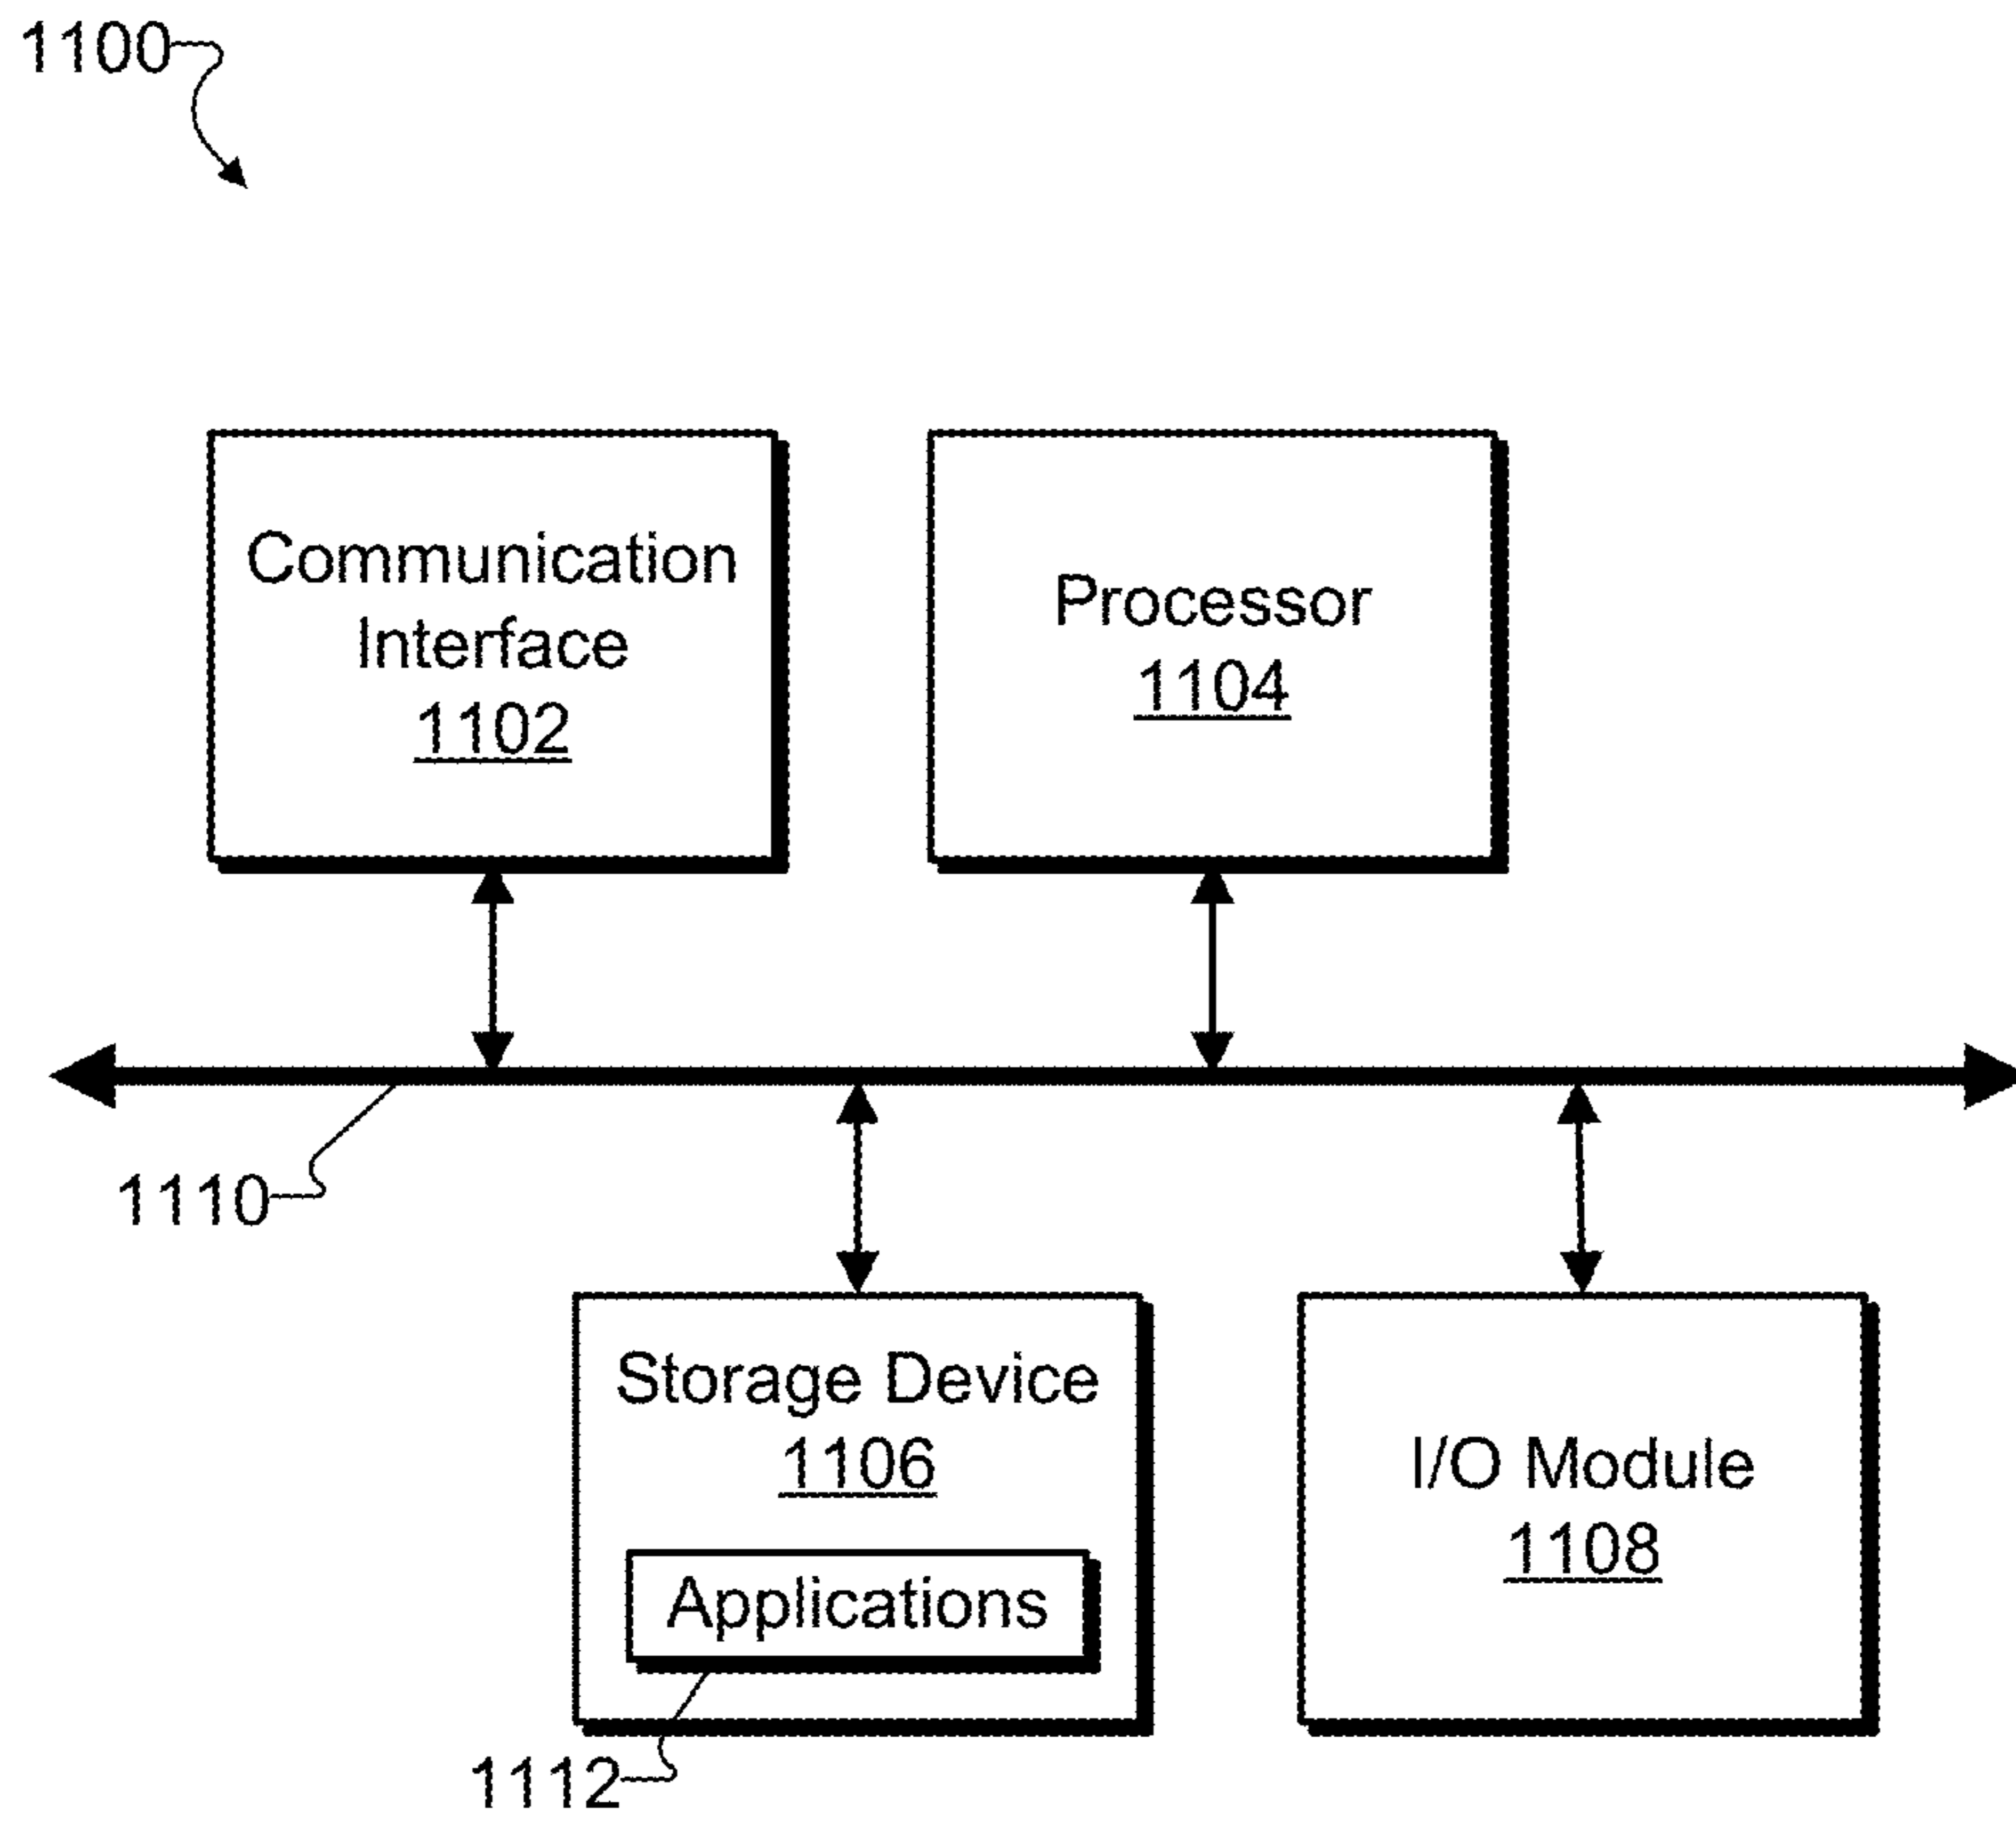 1100
Communication
Interface
1102
Processor
1104
1110
Storage Device
1106
Applications
1112
I/O Module
1108